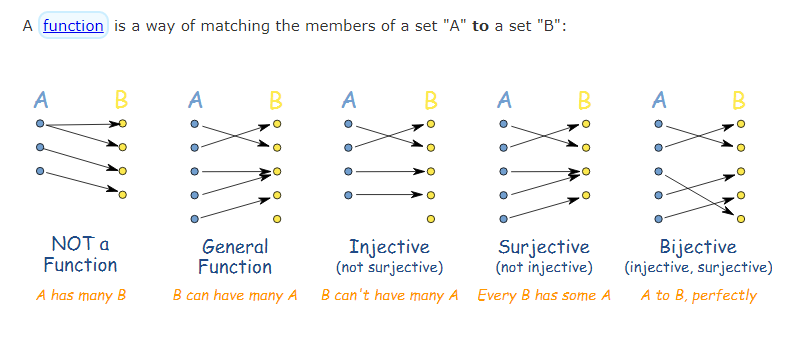 A function is a way of matching the members of a set "A" to a set "B":
A B A B A B A B A B
NOT a
Function
A has many B
General
Function
B can have many A
Injective
(not surjective)
B can't have many A
Surjective
(not injective)
Every B has some A
Bijective
(injective, surjective)
A to B, perfectly